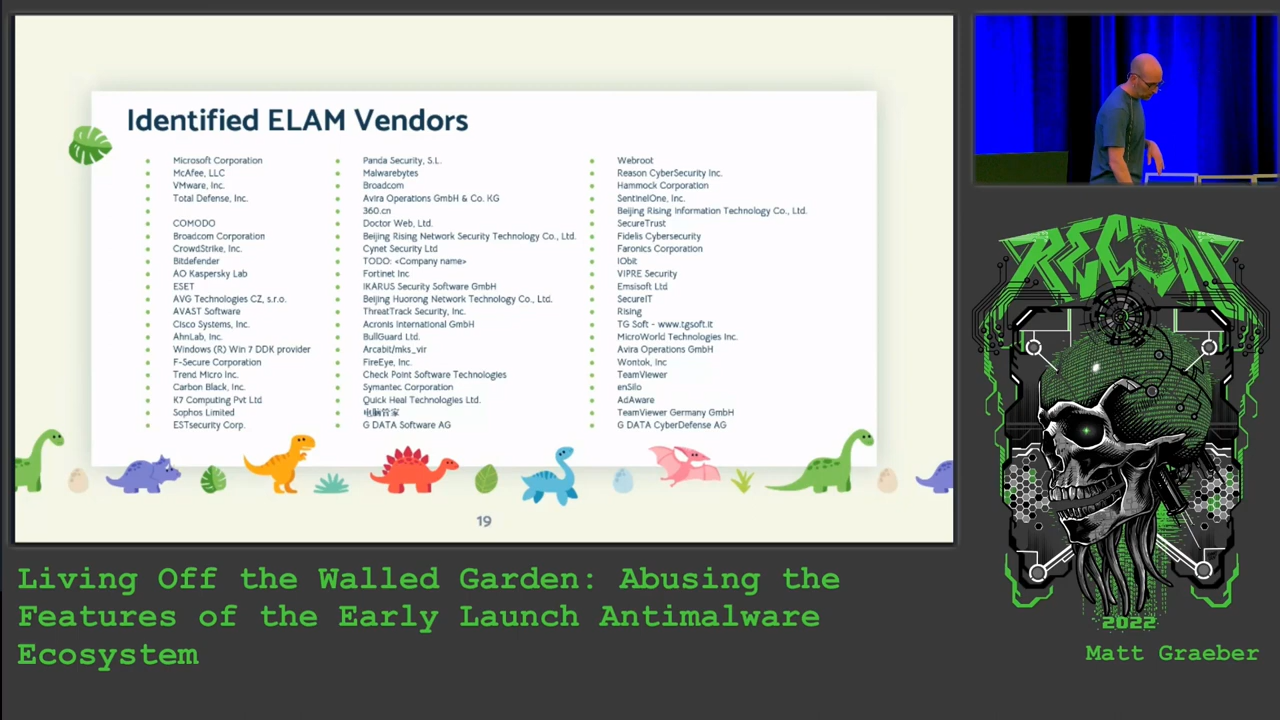 Identified ELAM Vendors
Microsoft Corporation
McAfee, LLC
VMware, Inc.
Total Defense, Inc.
COMODO
Broadcom Corporation
CrowdStrike, Inc.
Bitdefender
AO Kaspersky Lab
ESET
AVG Technologies CZ, s.r.o.
AVAST Software
Cisco Systems, Inc.
AhnLab, Inc.
Windows (R) Win 7 DDK provider
F-Secure Corporation
Trend Micro Inc.
Carbon Black, Inc.
K7 Computing Pvt Ltd
Sophos Limited
ESTsecurity Corp.
Panda Security, S.L.
Malwarebytes
Broadcom
Avira Operations GmbH & Co. KG
360.cn
Doctor Web, Ltd.
Beijing Rising Network Security Technology Co., Ltd.
Cynet Security Ltd
TODO: <Company name>
Fortinet Inc
IKARUS Security Software GmbH
Beijing Huorong Network Technology Co., Ltd.
ThreatTrack Security, Inc.
Acronis International GmbH
BullGuard Ltd.
Arcabit/mks_vir
FireEye, Inc.
Check Point Software Technologies
Symantec Corporation
Quick Heal Technologies Ltd.
电脑管家
G DATA Software AG
Webroot
Reason CyberSecurity Inc.
Hammock Corporation
SentinelOne, Inc.
Beijing Rising Information Technology Co., Ltd.
SecureTrust
Fidelis Cybersecurity
Faronics Corporation
IObit
VIPRE Security
Emsisoft Ltd
SecureIT
Rising
TG Soft - www.tgsoft.it
MicroWorld Technologies Inc.
Avira Operations GmbH
Wontok, Inc
TeamViewer
enSilo
AdAware
TeamViewer Germany GmbH
G DATA CyberDefense AG
19
RECON
2022
Living Off the Walled Garden: Abusing the
Features of the Early Launch Antimalware
Ecosystem
Matt Graeber